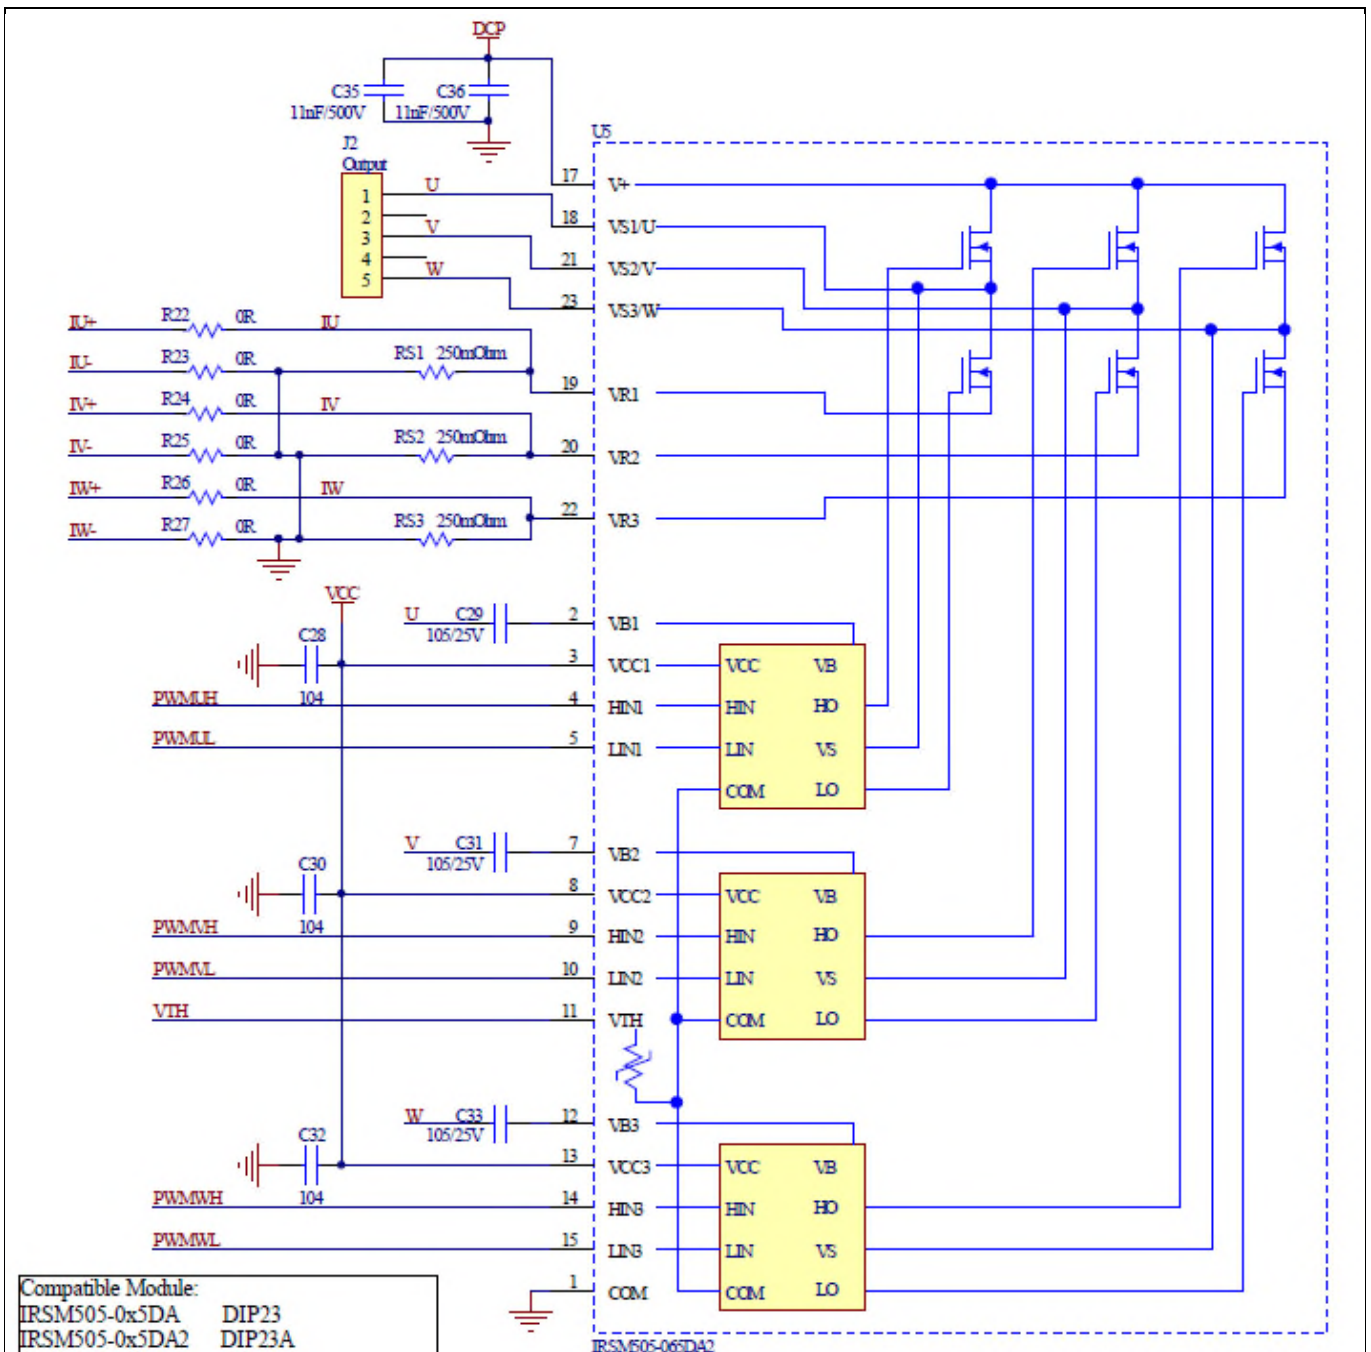 DCP
C35
11nF/500V
C36
11nF/500V
J2
Output
1
2
3
4
5
U
V
W
U5
17 V+
18 VS1/U
21 VS2/V
23 VS3/W
IU+ R22 0R IU
IU- R23 0R RS1 250mOhm
19 VR1
IV+ R24 0R IV
IV- R25 0R RS2 250mOhm 20 VR2
IW+ R26 0R IW
22 VR3
IW- R27 0R RS3 250mOhm
VCC
U C29 105/25V 2 VB1
C28 104
3 VCC1 VCC VB
PWMUH 4 HIN1 HIN HO
PWMUL 5 LIN1 LIN VS
COM LO
V C31 105/25V 7 VB2
C30 104
8 VCC2 VCC VB
PWMVH 9 HIN2 HIN HO
PWMVL 10 LIN2 LIN VS
VTH 11 VTH COM LO
W C33 105/25V 12 VB3
C32 104
13 VCC3 VCC VB
PWMWH 14 HIN3 HIN HO
PWMWL 15 LIN3 LIN VS
1 COM COM LO
Compatible Module:
IRSM505-0x5DA DIP23
IRSM505-0x5DA2 DIP23A
IRSM505-065DA2